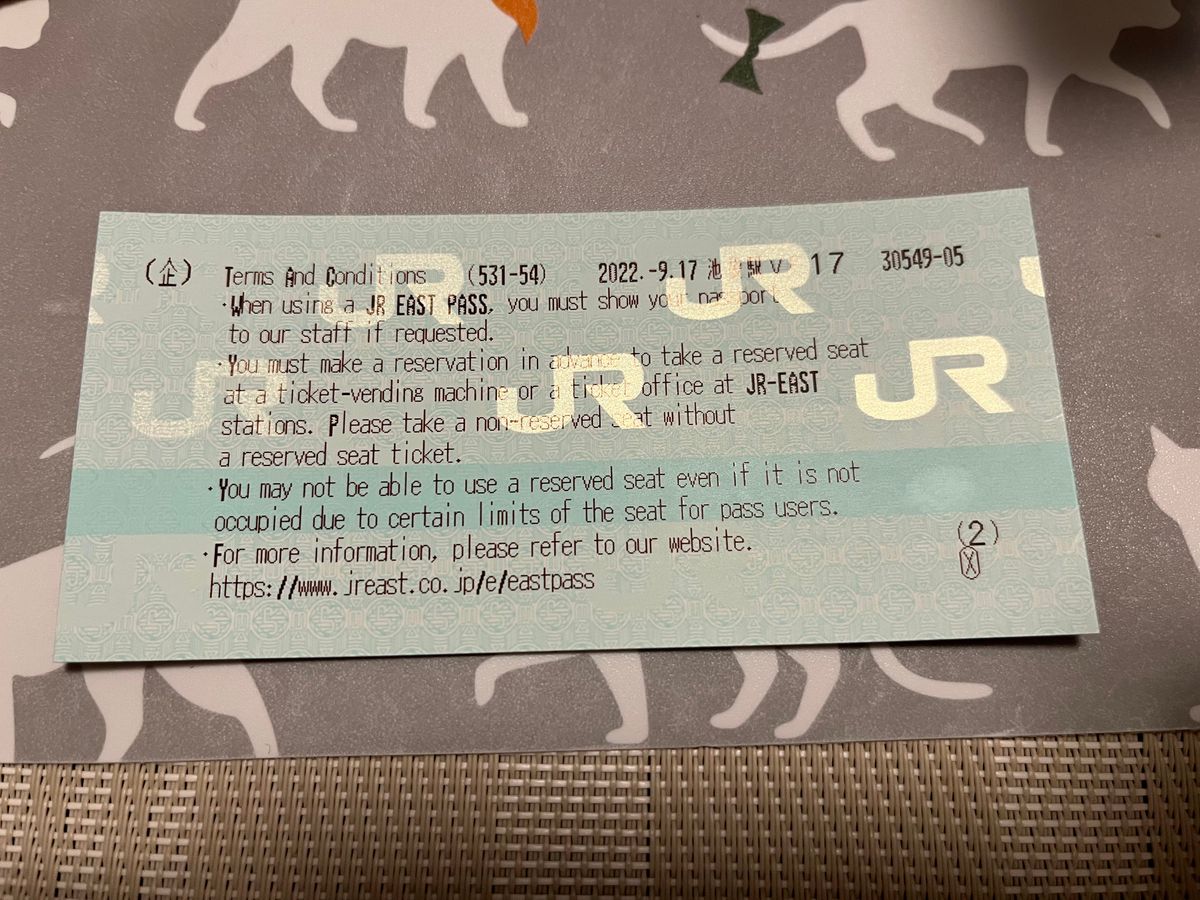 (企) Terms And Conditions (531-54) 2022.-9.17 池 駅 V 17 30549-05
・When using a JR EAST PASS, you must show your passport
to our staff if requested.
・You must make a reservation in advance to take a reserved seat
at a ticket-vending machine or a ticket office at JR-EAST
stations. Please take a non-reserved seat without
a reserved seat ticket.
・You may not be able to use a reserved seat even if it is not
occupied due to certain limits of the seat for pass users.
・For more information, please refer to our website.
https://www.jreast.co.jp/e/eastpass
(2)
JR
JR
JR
JR
JR